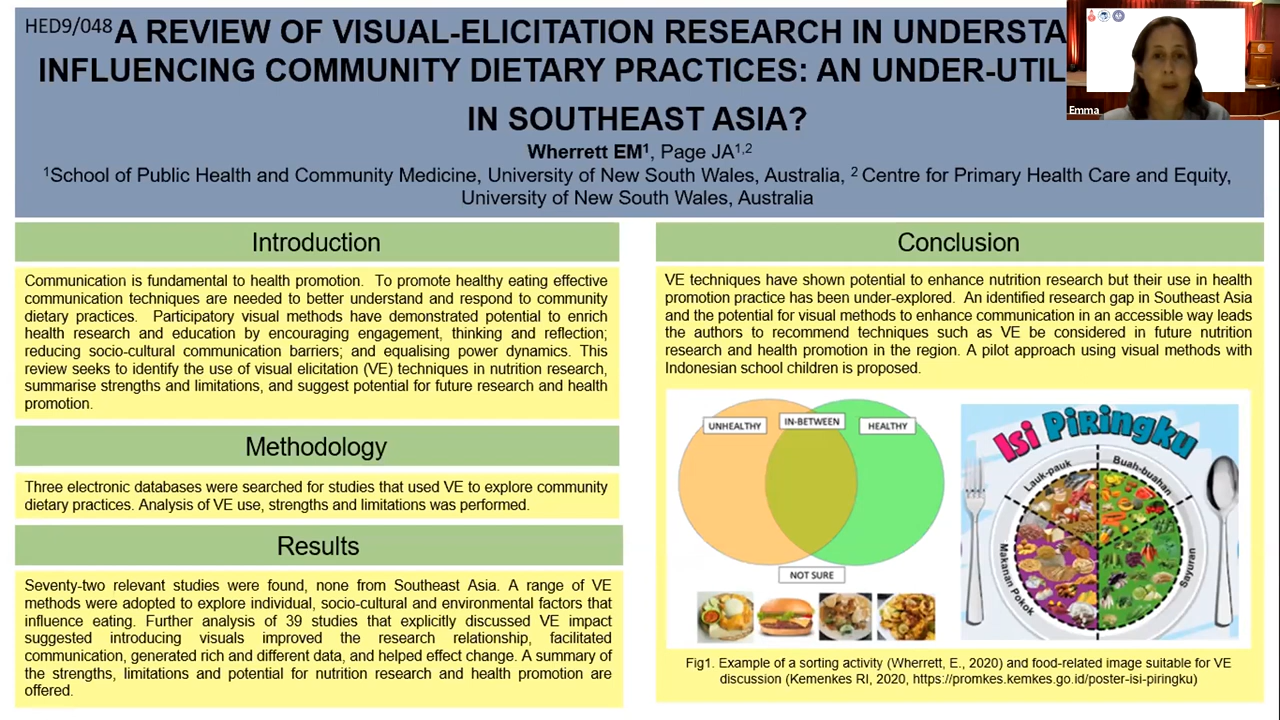 HED9/048
A REVIEW OF VISUAL-ELICITATION RESEARCH IN UNDERSTA
INFLUENCING COMMUNITY DIETARY PRACTICES: AN UNDER-UTIL
IN SOUTHEAST ASIA?
Emma
Wherrett EM¹, Page JA¹,²
¹School of Public Health and Community Medicine, University of New South Wales, Australia, ² Centre for Primary Health Care and Equity,
University of New South Wales, Australia
Introduction
Communication is fundamental to health promotion. To promote healthy eating effective
communication techniques are needed to better understand and respond to community
dietary practices. Participatory visual methods have demonstrated potential to enrich
health research and education by encouraging engagement, thinking and reflection;
reducing socio-cultural communication barriers; and equalising power dynamics. This
review seeks to identify the use of visual elicitation (VE) techniques in nutrition research,
summarise strengths and limitations, and suggest potential for future research and health
promotion.
Methodology
Three electronic databases were searched for studies that used VE to explore community
dietary practices. Analysis of VE use, strengths and limitations was performed.
Results
Seventy-two relevant studies were found, none from Southeast Asia. A range of VE
methods were adopted to explore individual, socio-cultural and environmental factors that
influence eating. Further analysis of 39 studies that explicitly discussed VE impact
suggested introducing visuals improved the research relationship, facilitated
communication, generated rich and different data, and helped effect change. A summary of
the strengths, limitations and potential for nutrition research and health promotion are
offered.
Conclusion
VE techniques have shown potential to enhance nutrition research but their use in health
promotion practice has been under-explored. An identified research gap in Southeast Asia
and the potential for visual methods to enhance communication in an accessible way leads
the authors to recommend techniques such as VE be considered in future nutrition
research and health promotion in the region. A pilot approach using visual methods with
Indonesian school children is proposed.
UNHEALTHY
IN-BETWEEN
HEALTHY
NOT SURE
Isi Piringku
Lauk-pauk
Buah-buahan
Makanan Pokok
Sayuran
Fig1. Example of a sorting activity (Wherrett, E., 2020) and food-related image suitable for VE
discussion (Kemenkes RI, 2020, https://promkes.kemkes.go.id/poster-isi-piringku)